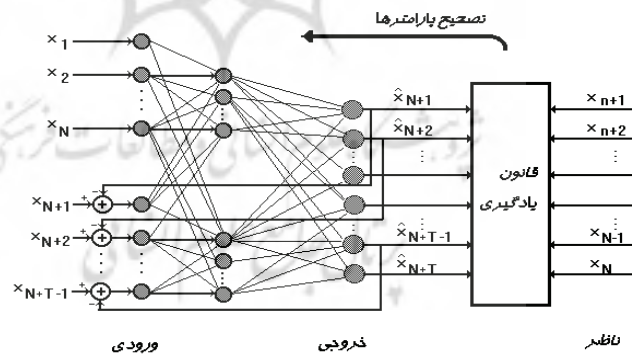 تصحیح پارامترها
x1
x2
xN
xN+1
xN+2
xN+T-1
x̂N+1
x̂N+2
x̂N+T-1
x̂N+T
قانون
یادگیری
xn+1
xn+2
xN-1
xN
ورودی
خروجی
ناظر